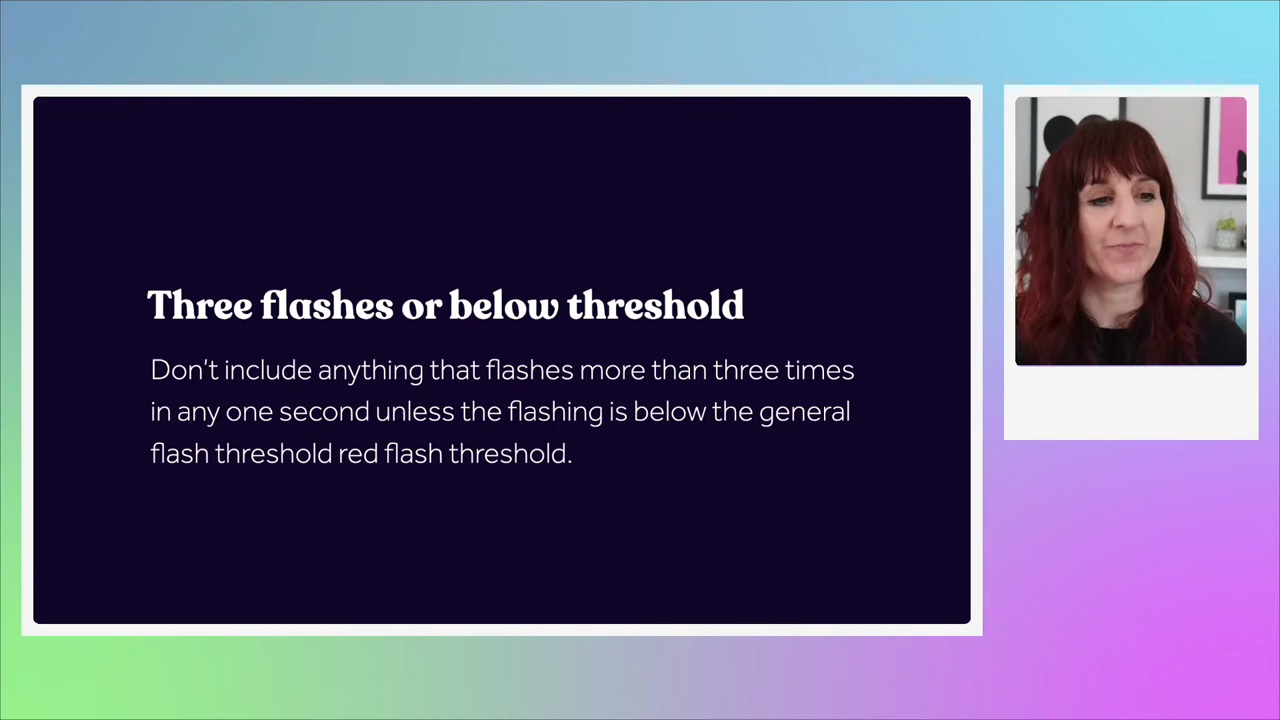 Three flashes or below threshold
Don't include anything that flashes more than three times
in any one second unless the flashing is below the general
flash threshold red flash threshold.